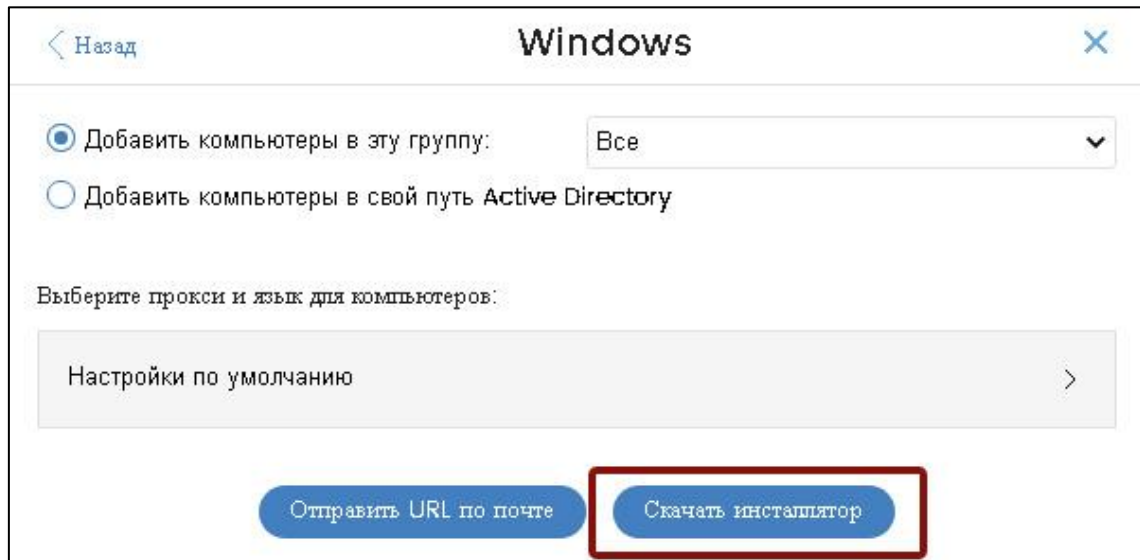 Назад
Windows
Добавить компьютеры в эту группу:
Все
Добавить компьютеры в свой путь Active Directory
Выберите прокси и язык для компьютеров:
Настройки по умолчанию
Отправить URL по почте
Скачать инсталлятор